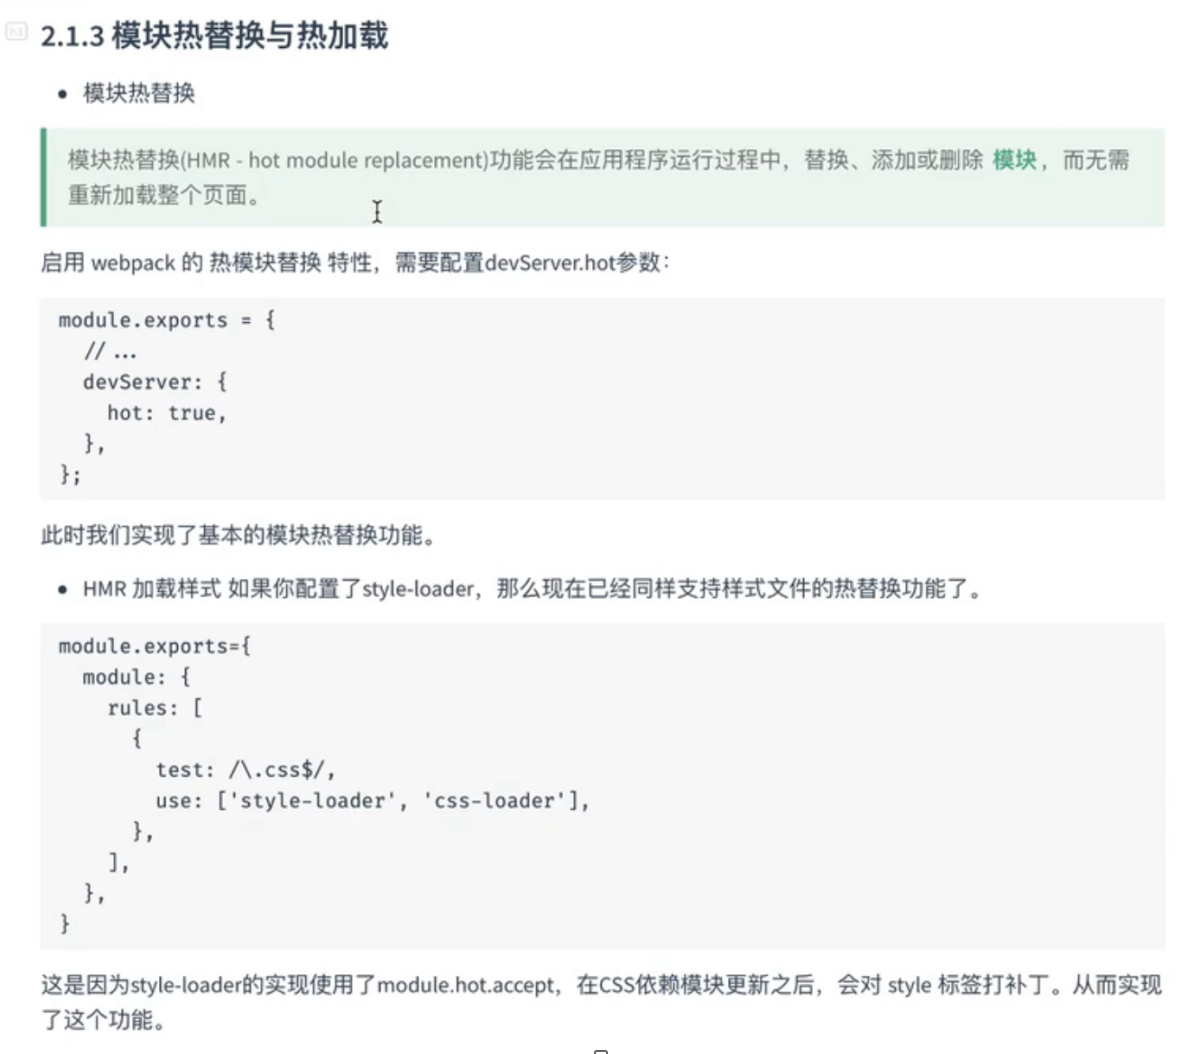 h3
2.1.3 模块热替换与热加载
• 模块热替换
模块热替换(HMR - hot module replacement)功能会在应用程序运行过程中，替换、添加或删除 模块，而无需
重新加载整个页面。
启用 webpack 的 热模块替换 特性，需要配置devServer.hot参数：
module.exports = {
  // ...
  devServer: {
    hot: true,
  },
};
此时我们实现了基本的模块热替换功能。
• HMR 加载样式 如果你配置了style-loader，那么现在已经同样支持样式文件的热替换功能了。
module.exports={
  module: {
    rules: [
      {
        test: /\.css$/,
        use: ['style-loader', 'css-loader'],
      },
    ],
  },
}
这是因为style-loader的实现使用了module.hot.accept，在CSS依赖模块更新之后，会对 style 标签打补丁。从而实现
了这个功能。